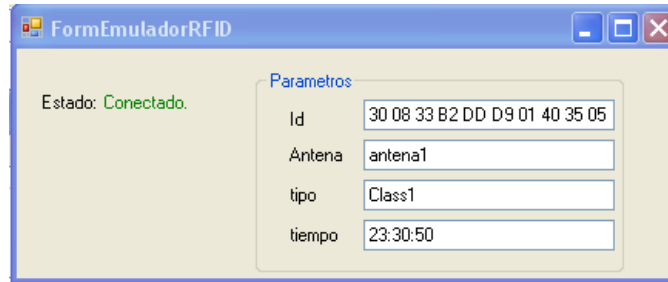 FormEmuladorRFID
Estado: Conectado.
Parametros
Id 30 08 33 B2 DD D9 01 40 35 05
Antena antena1
tipo Class1
tiempo 23:30:50